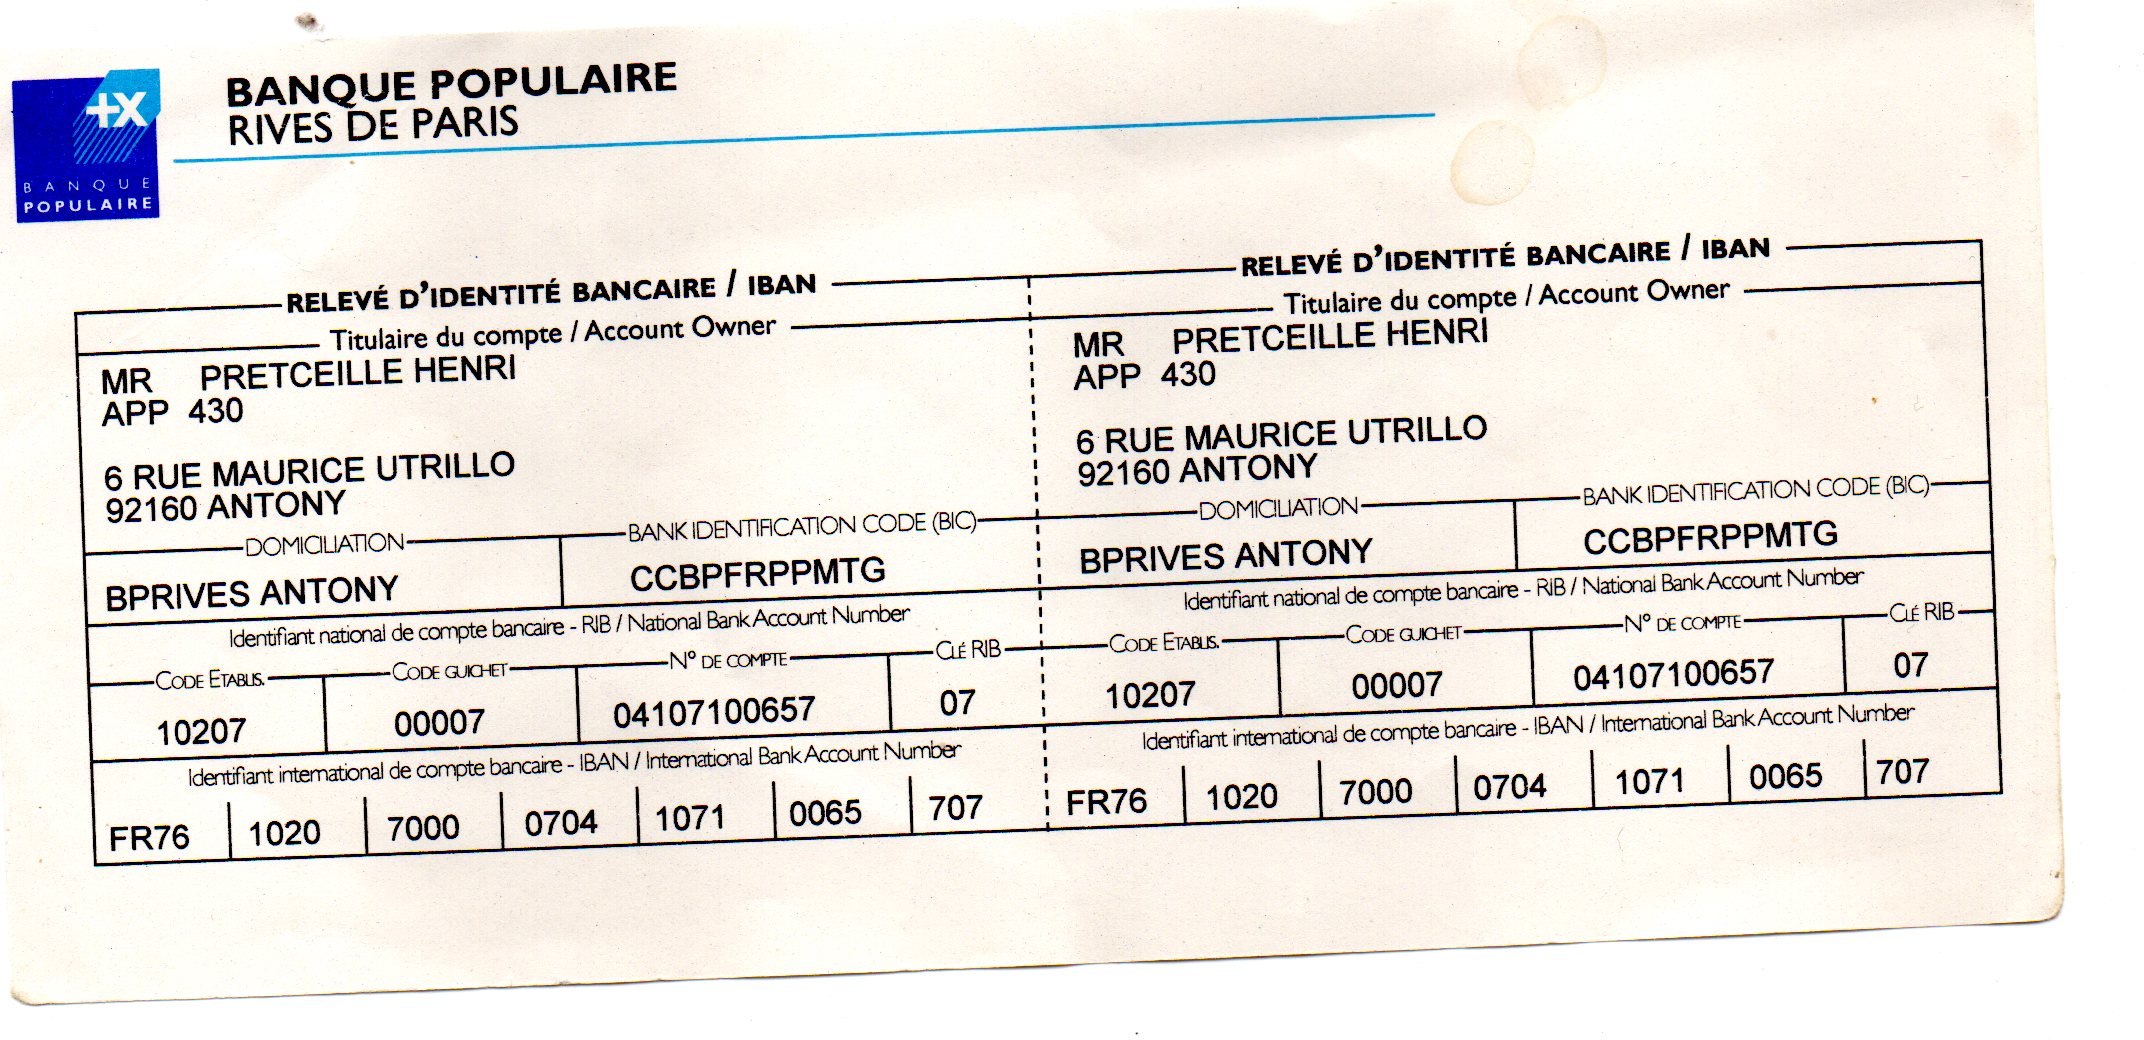 +X
BANQUE
POPULAIRE
BANQUE POPULAIRE
RIVES DE PARIS
RELEVÉ D'IDENTITÉ BANCAIRE / IBAN
Titulaire du compte / Account Owner
MR PRETCEILLE HENRI
APP 430
6 RUE MAURICE UTRILLO
92160 ANTONY
DOMICILIATION BANK IDENTIFICATION CODE (BIC)
BPRIVES ANTONY CCBPFRPPMTG
Identifiant national de compte bancaire - RIB / National Bank Account Number
CODE ETABLIS. CODE GUICHET N° DE COMPTE CLÉ RIB
10207 00007 04107100657 07
Identifiant international de compte bancaire - IBAN / International Bank Account Number
FR76 1020 7000 0704 1071 0065 707
RELEVÉ D'IDENTITÉ BANCAIRE / IBAN
Titulaire du compte / Account Owner
MR PRETCEILLE HENRI
APP 430
6 RUE MAURICE UTRILLO
92160 ANTONY
DOMICILIATION BANK IDENTIFICATION CODE (BIC)
BPRIVES ANTONY CCBPFRPPMTG
Identifiant national de compte bancaire - RIB / National Bank Account Number
CODE ETABLIS. CODE GUICHET N° DE COMPTE CLÉ RIB
10207 00007 04107100657 07
Identifiant international de compte bancaire - IBAN / International Bank Account Number
FR76 1020 7000 0704 1071 0065 707